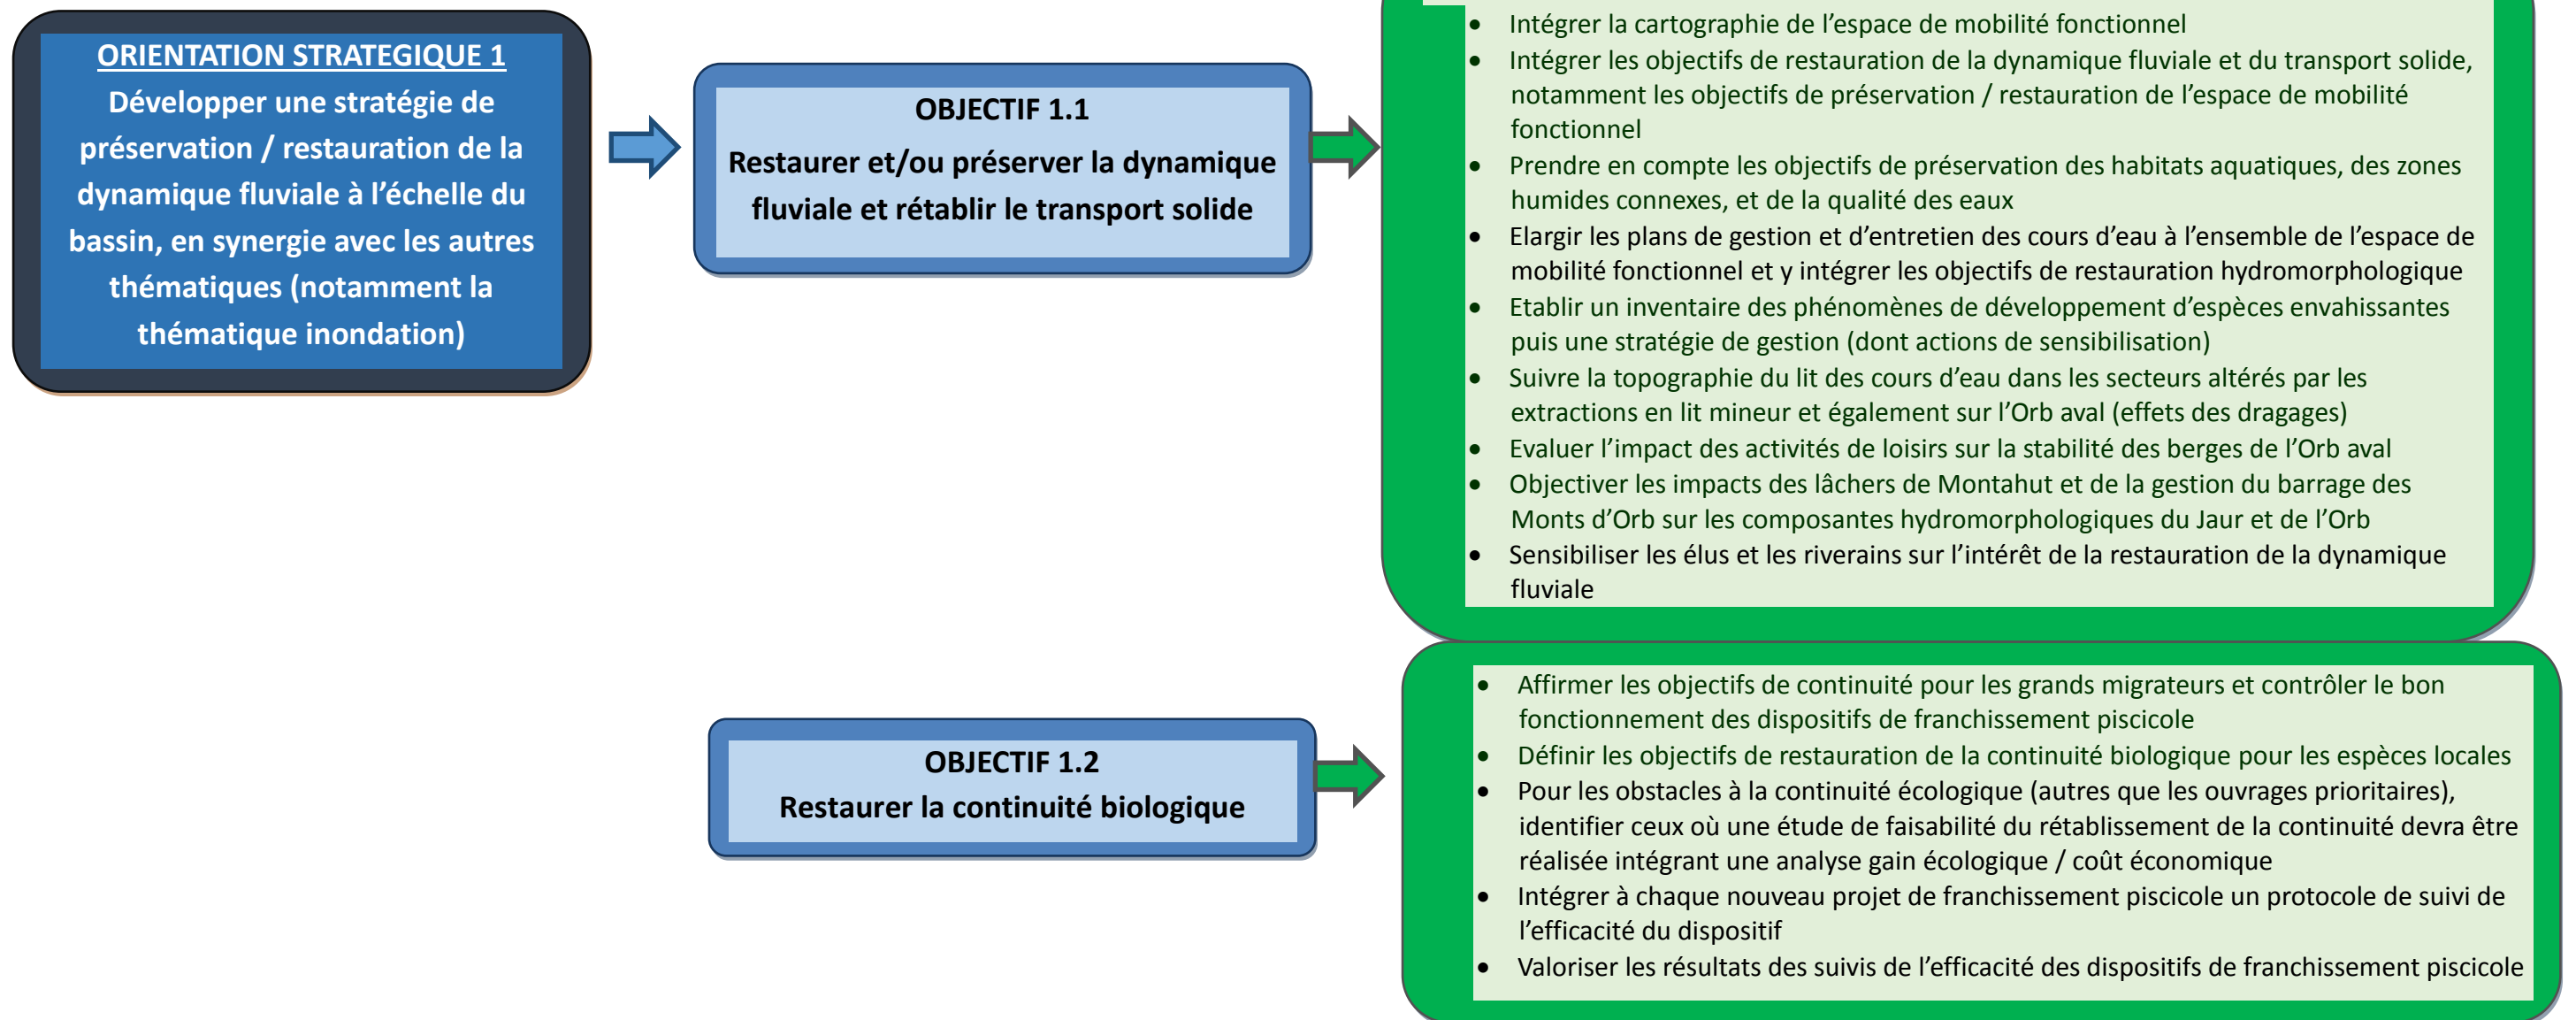 ORIENTATION STRATEGIQUE 1
Développer une stratégie de
préservation / restauration de la
dynamique fluviale à l’échelle du
bassin, en synergie avec les autres
thématiques (notamment la
thématique inondation)
OBJECTIF 1.1
Restaurer et/ou préserver la dynamique
fluviale et rétablir le transport solide
• Intégrer la cartographie de l’espace de mobilité fonctionnel
• Intégrer les objectifs de restauration de la dynamique fluviale et du transport solide,
notamment les objectifs de préservation / restauration de l’espace de mobilité
fonctionnel
• Prendre en compte les objectifs de préservation des habitats aquatiques, des zones
humides connexes, et de la qualité des eaux
• Elargir les plans de gestion et d’entretien des cours d’eau à l’ensemble de l’espace de
mobilité fonctionnel et y intégrer les objectifs de restauration hydromorphologique
• Etablir un inventaire des phénomènes de développement d’espèces envahissantes
puis une stratégie de gestion (dont actions de sensibilisation)
• Suivre la topographie du lit des cours d’eau dans les secteurs altérés par les
extractions en lit mineur et également sur l’Orb aval (effets des dragages)
• Evaluer l’impact des activités de loisirs sur la stabilité des berges de l’Orb aval
• Objectiver les impacts des lâchers de Montahut et de la gestion du barrage des
Monts d’Orb sur les composantes hydromorphologiques du Jaur et de l’Orb
• Sensibiliser les élus et les riverains sur l’intérêt de la restauration de la dynamique
fluviale
OBJECTIF 1.2
Restaurer la continuité biologique
• Affirmer les objectifs de continuité pour les grands migrateurs et contrôler le bon
fonctionnement des dispositifs de franchissement piscicole
• Définir les objectifs de restauration de la continuité biologique pour les espèces locales
• Pour les obstacles à la continuité écologique (autres que les ouvrages prioritaires),
identifier ceux où une étude de faisabilité du rétablissement de la continuité devra être
réalisée intégrant une analyse gain écologique / coût économique
• Intégrer à chaque nouveau projet de franchissement piscicole un protocole de suivi de
l’efficacité du dispositif
• Valoriser les résultats des suivis de l’efficacité des dispositifs de franchissement piscicole